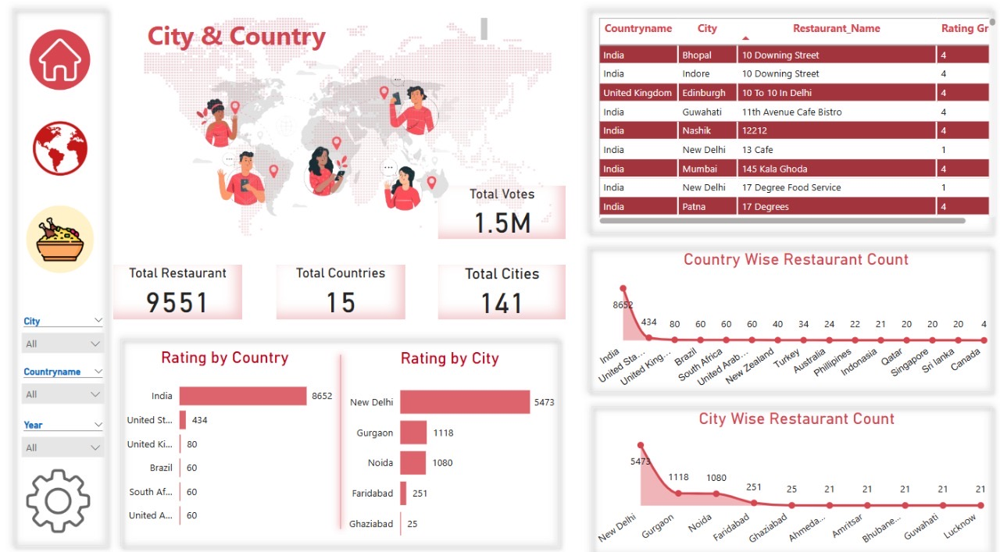 City & Country
Total Votes
1.5M
Total Restaurant
9551
Total Countries
15
Total Cities
141
City
All
Countryname
All
Year
All
Rating by Country
India 8652
United St... 434
United Ki... 80
Brazil 60
South Af... 60
United A... 60
Rating by City
New Delhi 5473
Gurgaon 1118
Noida 1080
Faridabad 251
Ghaziabad 25
Countryname City Restaurant_Name Rating Gr
India Bhopal 10 Downing Street 4
India Indore 10 Downing Street 4
United Kingdom Edinburgh 10 To 10 In Delhi 4
India Guwahati 11th Avenue Cafe Bistro 4
India Nashik 12212 4
India New Delhi 13 Cafe 1
India Mumbai 145 Kala Ghoda 4
India New Delhi 17 Degree Food Service 1
India Patna 17 Degrees 4
Country Wise Restaurant Count
8652 434 80 60 60 60 40 34 24 22 21 20 20 20 4
India United Sta... United King... Brazil South Africa United Arab... New Zealand Turkey Australia Phillipines Indonasia Qatar Singapore Sri lanka Canada
City Wise Restaurant Count
5473 1118 1080 251 25 21 21 21 21 21
New Delhi Gurgaon Noida Faridabad Ghaziabad Ahmeda... Amritsar Bhubane... Guwahati Lucknow